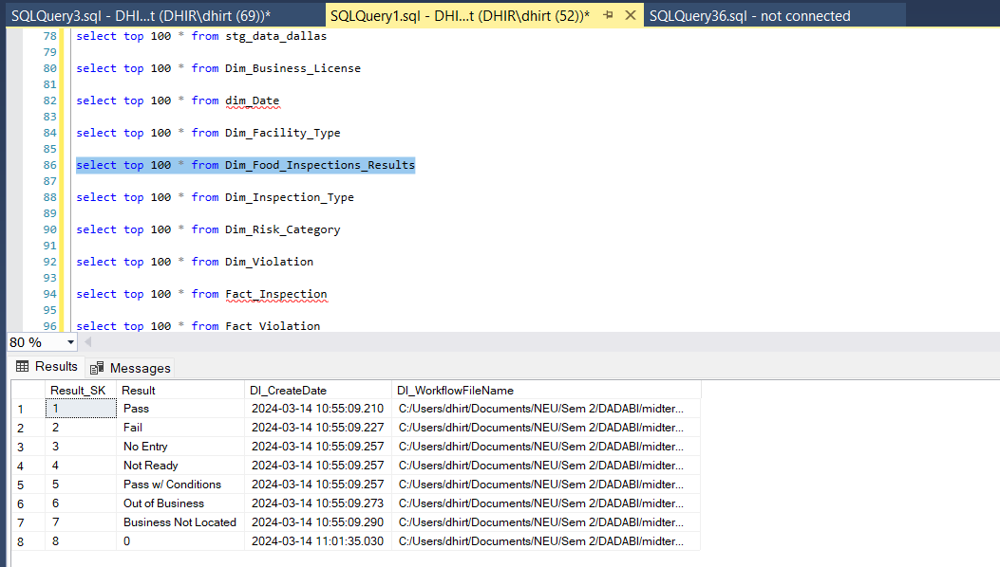 SQLQuery3.sql - DHI...t (DHIR\dhirt (69))* SQLQuery1.sql - DHI...t (DHIR\dhirt (52))* SQLQuery36.sql - not connected
78 select top 100 * from stg_data_dallas
79
80 select top 100 * from Dim_Business_License
81
82 select top 100 * from dim_Date
83
84 select top 100 * from Dim_Facility_Type
85
86 select top 100 * from Dim_Food_Inspections_Results
87
88 select top 100 * from Dim_Inspection_Type
89
90 select top 100 * from Dim_Risk_Category
91
92 select top 100 * from Dim_Violation
93
94 select top 100 * from Fact_Inspection
95
96 select top 100 * from Fact_Violation
80 %
Results Messages
Result_SK Result DI_CreateDate DI_WorkflowFileName
1 1 Pass 2024-03-14 10:55:09.210 C:/Users/dhirt/Documents/NEU/Sem 2/DADABI/midter...
2 2 Fail 2024-03-14 10:55:09.227 C:/Users/dhirt/Documents/NEU/Sem 2/DADABI/midter...
3 3 No Entry 2024-03-14 10:55:09.257 C:/Users/dhirt/Documents/NEU/Sem 2/DADABI/midter...
4 4 Not Ready 2024-03-14 10:55:09.257 C:/Users/dhirt/Documents/NEU/Sem 2/DADABI/midter...
5 5 Pass w/ Conditions 2024-03-14 10:55:09.257 C:/Users/dhirt/Documents/NEU/Sem 2/DADABI/midter...
6 6 Out of Business 2024-03-14 10:55:09.273 C:/Users/dhirt/Documents/NEU/Sem 2/DADABI/midter...
7 7 Business Not Located 2024-03-14 10:55:09.290 C:/Users/dhirt/Documents/NEU/Sem 2/DADABI/midter...
8 8 0 2024-03-14 11:01:35.030 C:/Users/dhirt/Documents/NEU/Sem 2/DADABI/midter...